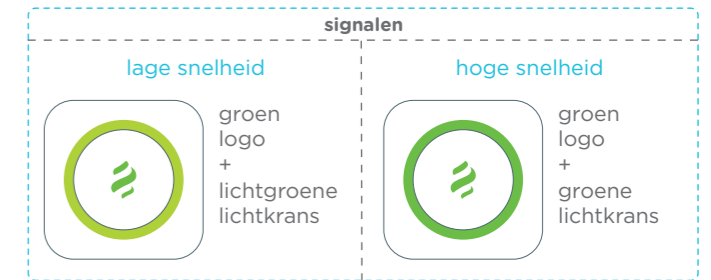 signalen
lage snelheid
groen
logo
+
lichtgroene
lichtkrans
hoge snelheid
groen
logo
+
groene
lichtkrans